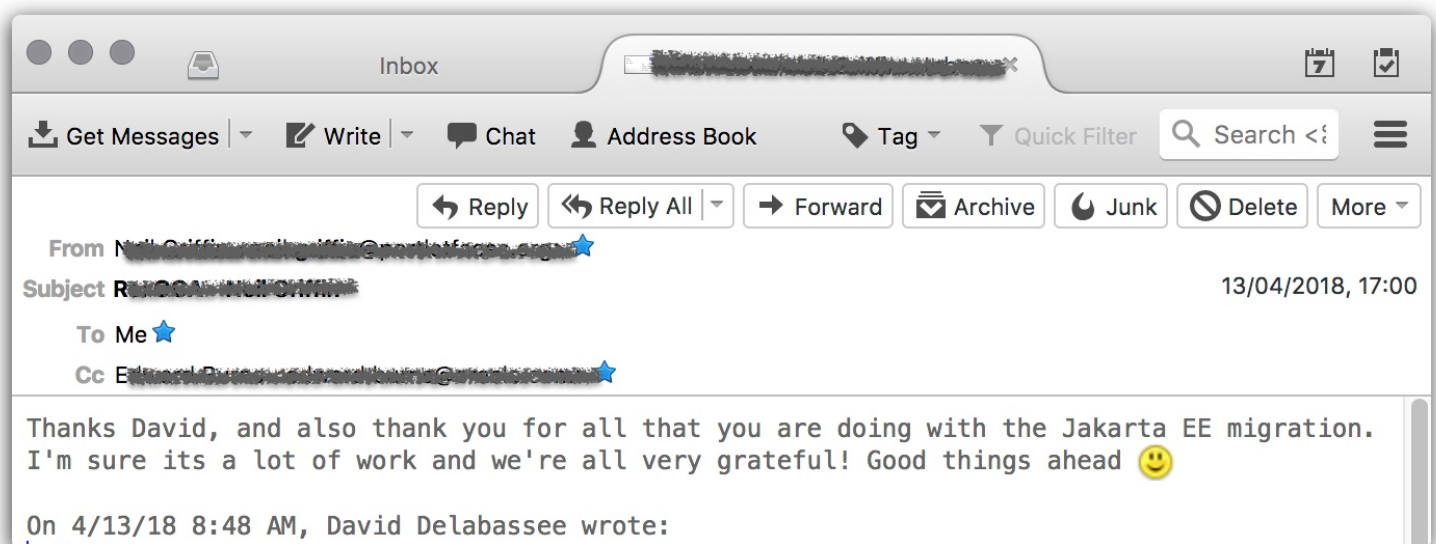 Inbox
7
Get Messages Write Chat Address Book Tag Quick Filter Search <
Reply Reply All Forward Archive Junk Delete More
From
Subject 13/04/2018, 17:00
To Me
Cc
Thanks David, and also thank you for all that you are doing with the Jakarta EE migration.
I'm sure its a lot of work and we're all very grateful! Good things ahead
On 4/13/18 8:48 AM, David Delabassee wrote: